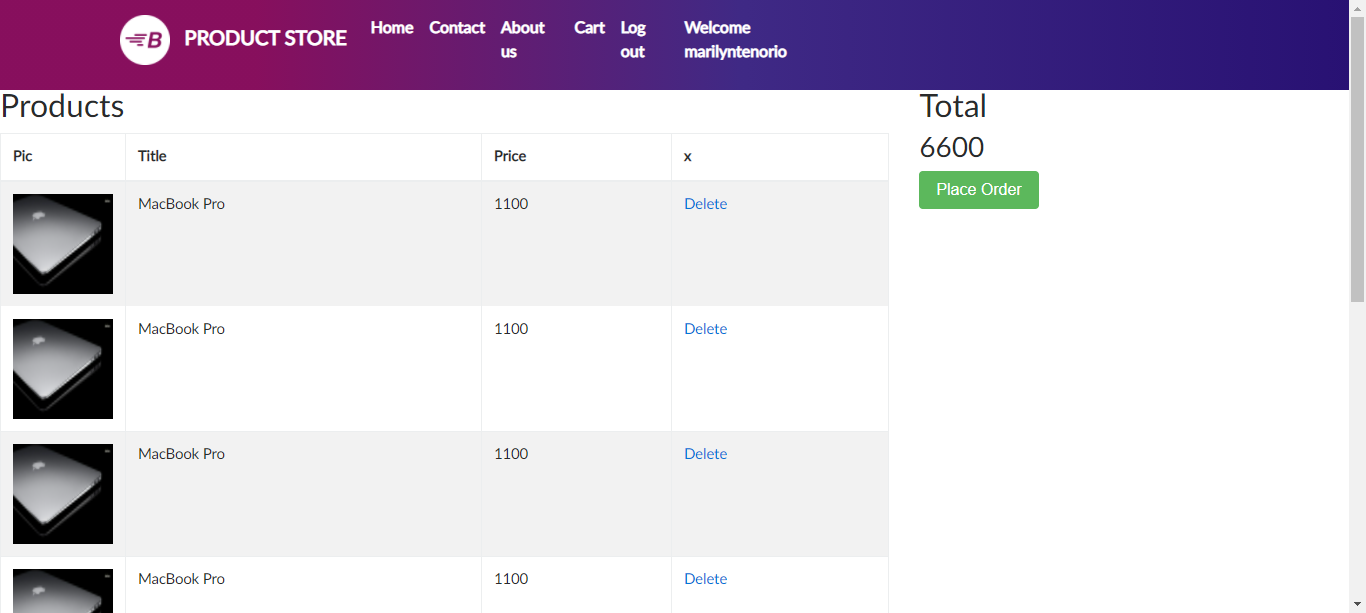 B PRODUCT STORE Home Contact About us Cart Log out Welcome marilyntenorio
Products
Pic Title Price x
MacBook Pro 1100 Delete
MacBook Pro 1100 Delete
MacBook Pro 1100 Delete
MacBook Pro 1100 Delete
Total
6600
Place Order